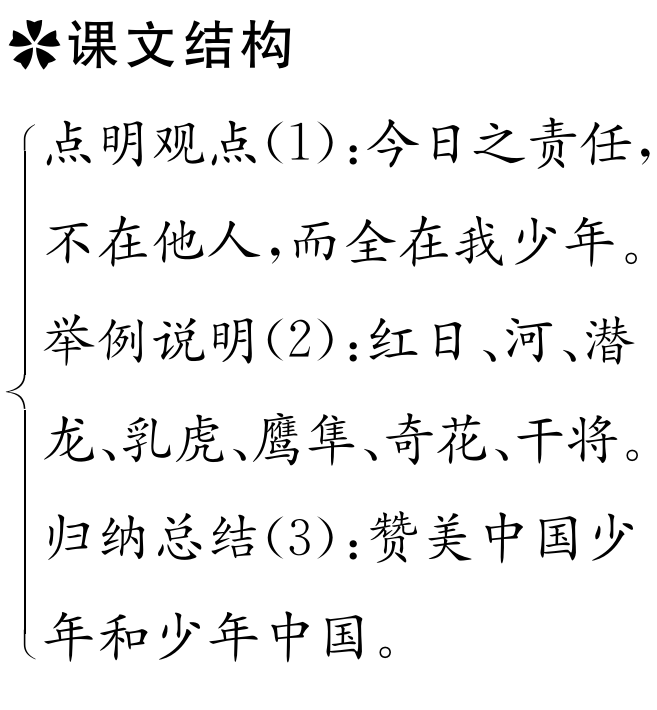 课文结构
点明观点(1):今日之责任,
不在他人,而全在我少年。
举例说明(2):红日、河、潜
龙、乳虎、鹰隼、奇花、干将。
归纳总结(3):赞美中国少
年和少年中国。